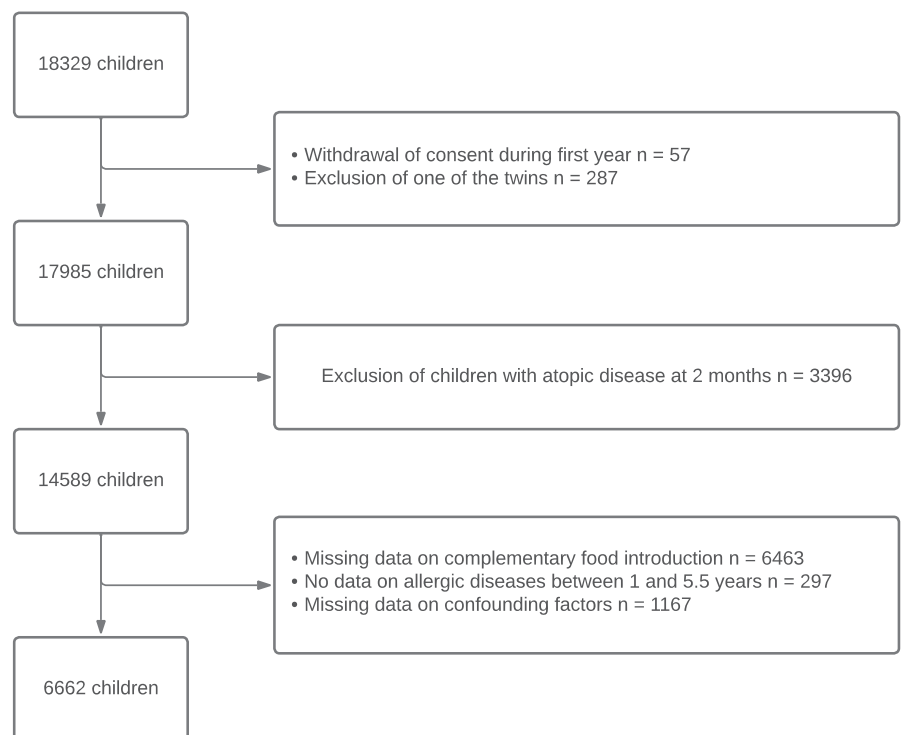 18329 children
• Withdrawal of consent during first year n = 57
• Exclusion of one of the twins n = 287
17985 children
Exclusion of children with atopic disease at 2 months n = 3396
14589 children
• Missing data on complementary food introduction n = 6463
• No data on allergic diseases between 1 and 5.5 years n = 297
• Missing data on confounding factors n = 1167
6662 children